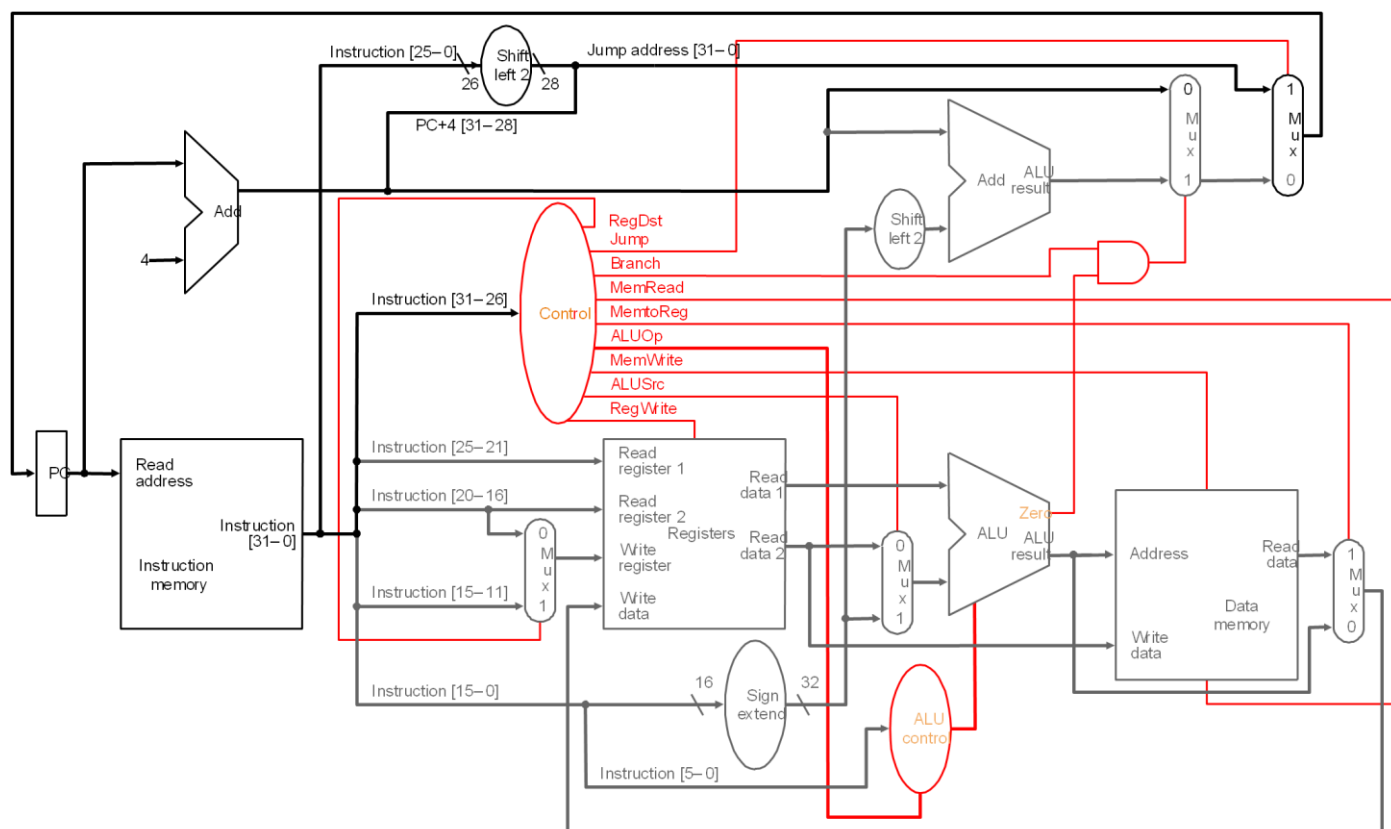 Instruction [25–0]
Shift
left 2
26
28
Jump address [31–0]
PC+4 [31–28]
0
M
u
x
1
1
M
u
x
0
Add
4
Add
ALU
result
Shift
left 2
RegDst
Jump
Branch
MemRead
MemtoReg
ALUOp
MemWrite
ALUSrc
RegWrite
Instruction [31–26]
Control
PC
Read
address
Instruction
[31–0]
Instruction
memory
Instruction [25–21]
Instruction [20–16]
Instruction [15–11]
0
M
u
x
1
Read
register 1
Read
register 2
Write
register
Write
data
Registers
Read
data 1
Read
data 2
0
M
u
x
1
Zero
ALU
ALU
result
Address
Read
data
Data
memory
Write
data
1
M
u
x
0
Instruction [15–0]
16
Sign
extend
32
ALU
control
Instruction [5–0]